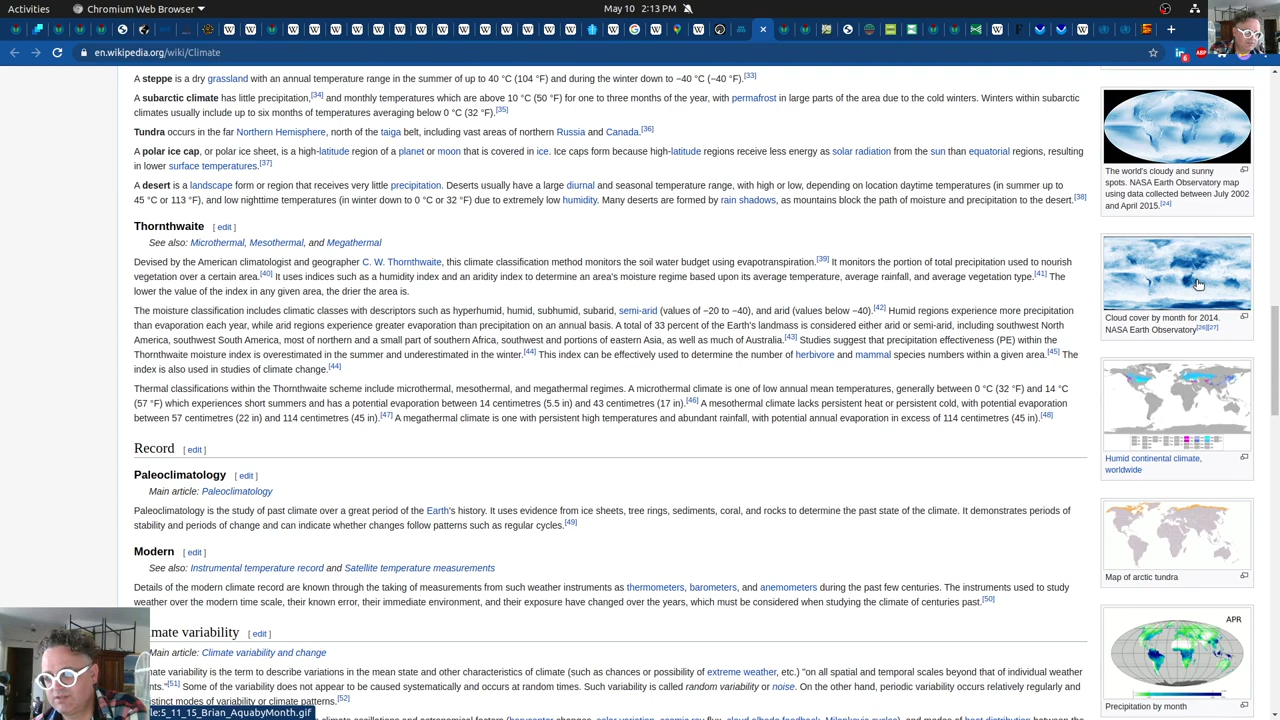 Activities
Chromium Web Browser
May 10 2:13 PM
en.wikipedia.org/wiki/Climate
A steppe is a dry grassland with an annual temperature range in the summer of up to 40 °C (104 °F) and during the winter down to −40 °C (−40 °F).[33]
A subarctic climate has little precipitation,[34] and monthly temperatures which are above 10 °C (50 °F) for one to three months of the year, with permafrost in large parts of the area due to the cold winters. Winters within subarctic
climates usually include up to six months of temperatures averaging below 0 °C (32 °F).[35]
Tundra occurs in the far Northern Hemisphere, north of the taiga belt, including vast areas of northern Russia and Canada.[36]
A polar ice cap, or polar ice sheet, is a high-latitude region of a planet or moon that is covered in ice. Ice caps form because high-latitude regions receive less energy as solar radiation from the sun than equatorial regions, resulting
in lower surface temperatures.[37]
A desert is a landscape form or region that receives very little precipitation. Deserts usually have a large diurnal and seasonal temperature range, with high or low, depending on location daytime temperatures (in summer up to
45 °C or 113 °F), and low nighttime temperatures (in winter down to 0 °C or 32 °F) due to extremely low humidity. Many deserts are formed by rain shadows, as mountains block the path of moisture and precipitation to the desert.[38]
Thornthwaite [ edit ]
See also: Microthermal, Mesothermal, and Megathermal
Devised by the American climatologist and geographer C. W. Thornthwaite, this climate classification method monitors the soil water budget using evapotranspiration.[39] It monitors the portion of total precipitation used to nourish
vegetation over a certain area.[40] It uses indices such as a humidity index and an aridity index to determine an area's moisture regime based upon its average temperature, average rainfall, and average vegetation type.[41] The
lower the value of the index in any given area, the drier the area is.
The moisture classification includes climatic classes with descriptors such as hyperhumid, humid, subhumid, subarid, semi-arid (values of −20 to −40), and arid (values below −40).[42] Humid regions experience more precipitation
than evaporation each year, while arid regions experience greater evaporation than precipitation on an annual basis. A total of 33 percent of the Earth's landmass is considered either arid or semi-arid, including southwest North
America, southwest South America, most of northern and a small part of southern Africa, southwest and portions of eastern Asia, as well as much of Australia.[43] Studies suggest that precipitation effectiveness (PE) within the
Thornthwaite moisture index is overestimated in the summer and underestimated in the winter.[44] This index can be effectively used to determine the number of herbivore and mammal species numbers within a given area.[45] The
index is also used in studies of climate change.[44]
Thermal classifications within the Thornthwaite scheme include microthermal, mesothermal, and megathermal regimes. A microthermal climate is one of low annual mean temperatures, generally between 0 °C (32 °F) and 14 °C
(57 °F) which experiences short summers and has a potential evaporation between 14 centimetres (5.5 in) and 43 centimetres (17 in).[46] A mesothermal climate lacks persistent heat or persistent cold, with potential evaporation
between 57 centimetres (22 in) and 114 centimetres (45 in).[47] A megathermal climate is one with persistent high temperatures and abundant rainfall, with potential annual evaporation in excess of 114 centimetres (45 in).[48]
Record [ edit ]
Paleoclimatology [ edit ]
Main article: Paleoclimatology
Paleoclimatology is the study of past climate over a great period of the Earth's history. It uses evidence from ice sheets, tree rings, sediments, coral, and rocks to determine the past state of the climate. It demonstrates periods of
stability and periods of change and can indicate whether changes follow patterns such as regular cycles.[49]
Modern [ edit ]
See also: Instrumental temperature record and Satellite temperature measurements
Details of the modern climate record are known through the taking of measurements from such weather instruments as thermometers, barometers, and anemometers during the past few centuries. The instruments used to study
weather over the modern time scale, their known error, their immediate environment, and their exposure have changed over the years, which must be considered when studying the climate of centuries past.[50]
mate variability [ edit ]
Main article: Climate variability and change
ate variability is the term to describe variations in the mean state and other characteristics of climate (such as chances or possibility of extreme weather, etc.) "on all spatial and temporal scales beyond that of individual weather
nts."[51] Some of the variability does not appear to be caused systematically and occurs at random times. Such variability is called random variability or noise. On the other hand, periodic variability occurs relatively regularly and
stinct modes of variability or climate patterns.[52]
le:5_11_15_Brian_AquabyMonth.gif
The world's cloudy and sunny
spots. NASA Earth Observatory map
using data collected between July 2002
and April 2015.[24]
Cloud cover by month for 2014.
NASA Earth Observatory[26][27]
Humid continental climate,
worldwide
Map of arctic tundra
APR
Precipitation by month